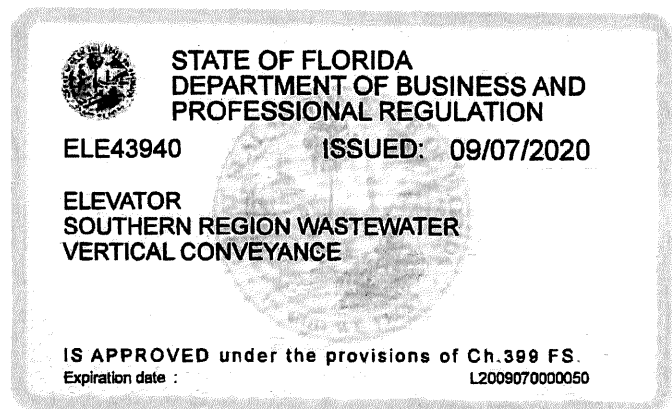 STATE OF FLORIDA
DEPARTMENT OF BUSINESS AND
PROFESSIONAL REGULATION
ELE43940 ISSUED: 09/07/2020
ELEVATOR
SOUTHERN REGION WASTEWATER
VERTICAL CONVEYANCE
IS APPROVED under the provisions of Ch.399 FS.
Expiration date : L2009070000050